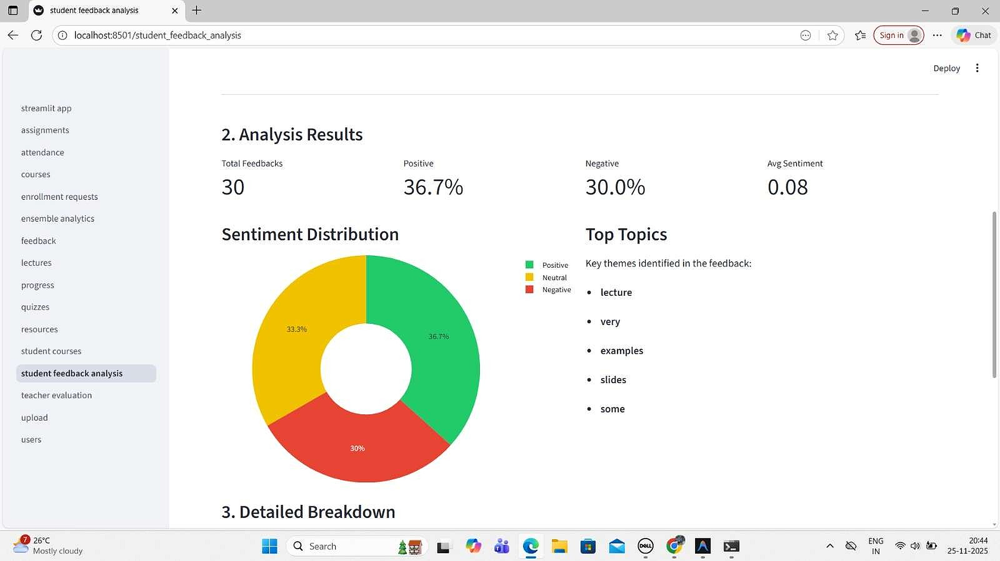 student feedback analysis
localhost:8501/student_feedback_analysis
Sign in
Chat
Deploy
streamlit app
assignments
attendance
courses
enrollment requests
ensemble analytics
feedback
lectures
progress
quizzes
resources
student courses
student feedback analysis
teacher evaluation
upload
users
2. Analysis Results
Total Feedbacks
30
Positive
36.7%
Negative
30.0%
Avg Sentiment
0.08
Sentiment Distribution
33.3%
36.7%
30%
Positive
Neutral
Negative
Top Topics
Key themes identified in the feedback:
lecture
very
examples
slides
some
3. Detailed Breakdown
7
26°C
Mostly cloudy
Search
DELL
ENG
IN
20:44
25-11-2025